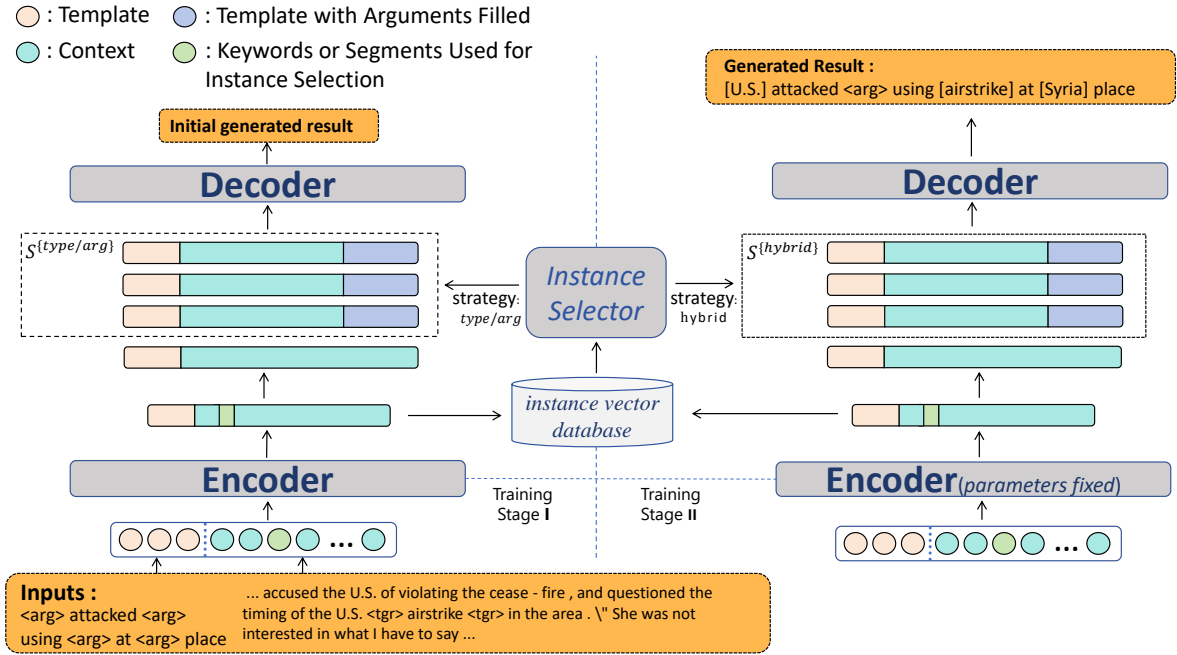 : Template
: Template with Arguments Filled
: Context
: Keywords or Segments Used for
Instance Selection
Initial generated result
Decoder
S^{type/arg}
strategy:
type/arg
Instance
Selector
strategy:
hybrid
instance vector
database
Encoder
Training
Stage I
Training
Stage II
...
Inputs :
<arg> attacked <arg>
using <arg> at <arg> place
... accused the U.S. of violating the cease - fire , and questioned the
timing of the U.S. <tgr> airstrike <tgr> in the area . \" She was not
interested in what I have to say ...
Generated Result :
[U.S.] attacked <arg> using [airstrike] at [Syria] place
Decoder
S^{hybrid}
Encoder(parameters fixed)
...